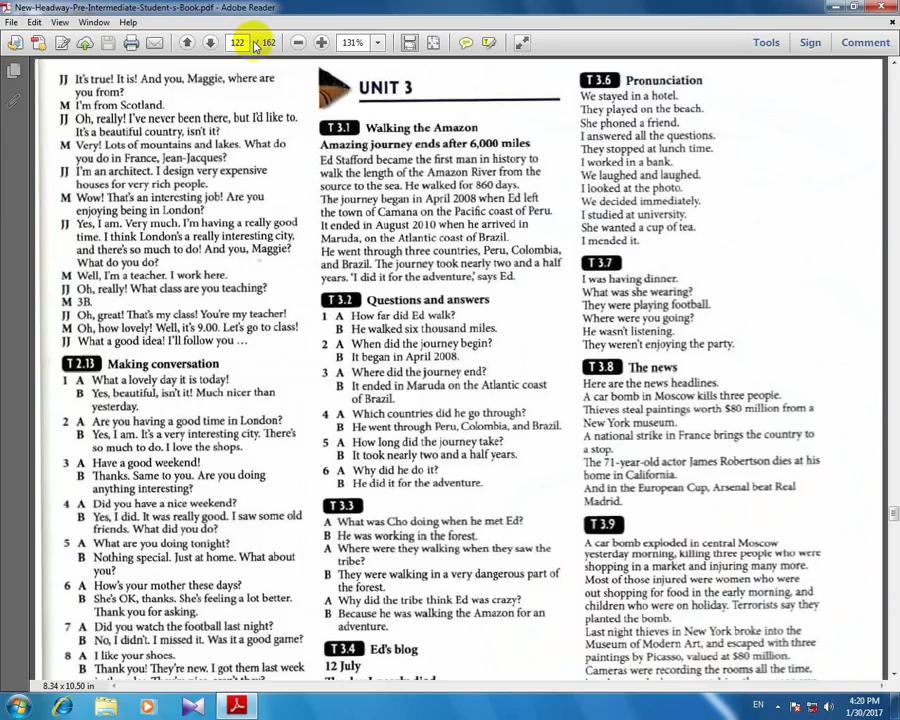 New-Headway-Pre-Intermediate-Student-s-Book.pdf - Adobe Reader
File Edit View Window Help
122 / 162
131%
Tools Sign Comment
JJ It's true! It is! And you, Maggie, where are
you from?
M I'm from Scotland.
JJ Oh, really! I've never been there, but I'd like to.
It's a beautiful country, isn't it?
M Very! Lots of mountains and lakes. What do
you do in France, Jean-Jacques?
JJ I'm an architect. I design very expensive
houses for very rich people.
M Wow! That's an interesting job! Are you
enjoying being in London?
JJ Yes, I am. Very much. I'm having a really good
time. I think London's a really interesting city,
and there's so much to do! And you, Maggie?
What do you do?
M Well, I'm a teacher. I work here.
JJ Oh, really! What class are you teaching?
M 3B.
JJ Oh, great! That's my class! You're my teacher!
M Oh, how lovely! Well, it's 9.00. Let's go to class!
JJ What a good idea! I'll follow you …
T 2.13 Making conversation
1 A What a lovely day it is today!
B Yes, beautiful, isn't it! Much nicer than
yesterday.
2 A Are you having a good time in London?
B Yes, I am. It's a very interesting city. There's
so much to do. I love the shops.
3 A Have a good weekend!
B Thanks. Same to you. Are you doing
anything interesting?
4 A Did you have a nice weekend?
B Yes, I did. It was really good. I saw some old
friends. What did you do?
5 A What are you doing tonight?
B Nothing special. Just at home. What about
you?
6 A How's your mother these days?
B She's OK, thanks. She's feeling a lot better.
Thank you for asking.
7 A Did you watch the football last night?
B No, I didn't. I missed it. Was it a good game?
8 A I like your shoes.
B Thank you! They're new. I got them last week
UNIT 3
T 3.1 Walking the Amazon
Amazing journey ends after 6,000 miles
Ed Stafford became the first man in history to
walk the length of the Amazon River from the
source to the sea. He walked for 860 days.
The journey began in April 2008 when Ed left
the town of Camana on the Pacific coast of Peru.
It ended in August 2010 when he arrived in
Maruda, on the Atlantic coast of Brazil.
He went through three countries, Peru, Colombia,
and Brazil. The journey took nearly two and a half
years. 'I did it for the adventure,' says Ed.
T 3.2 Questions and answers
1 A How far did Ed walk?
B He walked six thousand miles.
2 A When did the journey begin?
B It began in April 2008.
3 A Where did the journey end?
B It ended in Maruda on the Atlantic coast
of Brazil.
4 A Which countries did he go through?
B He went through Peru, Colombia, and Brazil.
5 A How long did the journey take?
B It took nearly two and a half years.
6 A Why did he do it?
B He did it for the adventure.
T 3.3
A What was Cho doing when he met Ed?
B He was working in the forest.
A Where were they walking when they saw the
tribe?
B They were walking in a very dangerous part of
the forest.
A Why did the tribe think Ed was crazy?
B Because he was walking the Amazon for an
adventure.
T 3.4 Ed's blog
12 July
T 3.6 Pronunciation
We stayed in a hotel.
They played on the beach.
She phoned a friend.
I answered all the questions.
They stopped at lunch time.
I worked in a bank.
We laughed and laughed.
I looked at the photo.
We decided immediately.
I studied at university.
She wanted a cup of tea.
I mended it.
T 3.7
I was having dinner.
What was she wearing?
They were playing football.
Where were you going?
He wasn't listening.
They weren't enjoying the party.
T 3.8 The news
Here are the news headlines.
A car bomb in Moscow kills three people.
Thieves steal paintings worth $80 million from a
New York museum.
A national strike in France brings the country to
a stop.
The 71-year-old actor James Robertson dies at his
home in California.
And in the European Cup, Arsenal beat Real
Madrid.
T 3.9
A car bomb exploded in central Moscow
yesterday morning, killing three people who were
shopping in a market and injuring many more.
Most of those injured were women who were
out shopping for food in the early morning, and
children who were on holiday. Terrorists say they
planted the bomb.
Last night thieves in New York broke into the
Museum of Modern Art, and escaped with three
paintings by Picasso, valued at $80 million.
Cameras were recording the rooms all the time,
8.34 x 10.50 in
EN
4:20 PM
1/30/2017